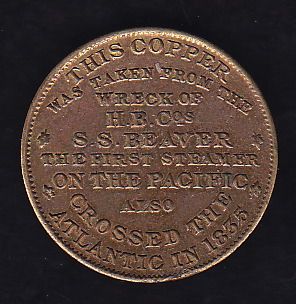 THIS COPPER
WAS TAKEN FROM THE
WRECK OF
H.B. COS
S.S. BEAVER
THE FIRST STEAMER
ON THE PACIFIC
ALSO
CROSSED THE
ATLANTIC IN 1835